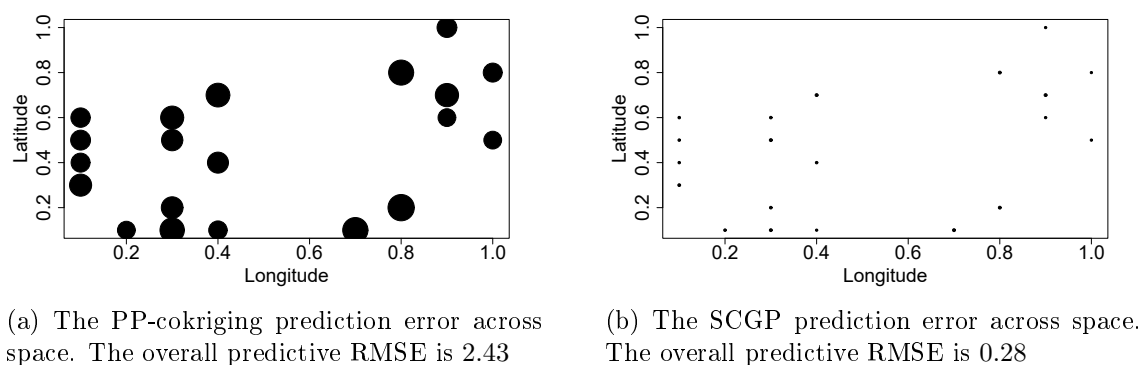 1.0
0.8
0.6
0.4
0.2
Latitude
0.2 0.4 0.6 0.8 1.0
Longitude
(a) The PP-cokriging prediction error across
space. The overall predictive RMSE is 2.43
1.0
0.8
0.6
0.4
0.2
Latitude
0.2 0.4 0.6 0.8 1.0
Longitude
(b) The SCGP prediction error across space.
The overall predictive RMSE is 0.28